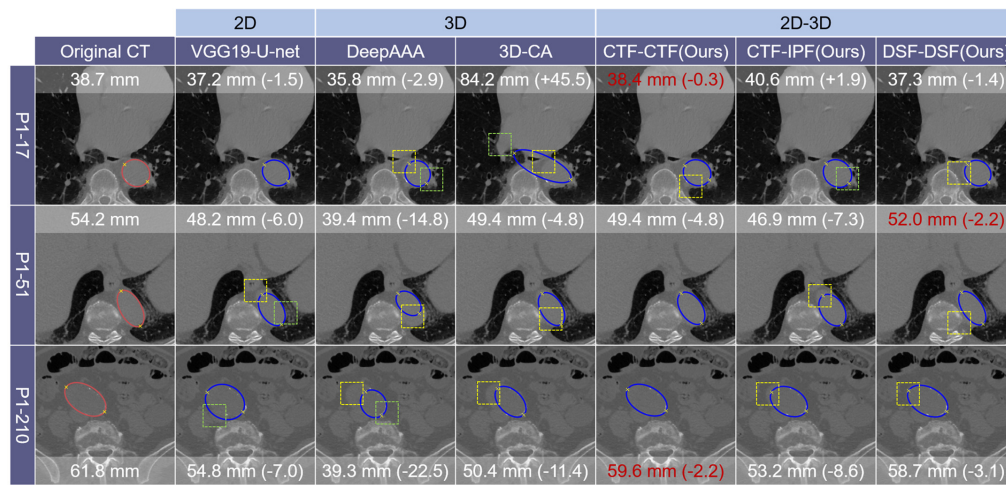 2D 3D 2D-3D
Original CT VGG19-U-net DeepAAA 3D-CA CTF-CTF(Ours) CTF-IPF(Ours) DSF-DSF(Ours)
P1-17
38.7 mm 37.2 mm (-1.5) 35.8 mm (-2.9) 84.2 mm (+45.5) 38.4 mm (-0.3) 40.6 mm (+1.9) 37.3 mm (-1.4)
P1-51
54.2 mm 48.2 mm (-6.0) 39.4 mm (-14.8) 49.4 mm (-4.8) 49.4 mm (-4.8) 46.9 mm (-7.3) 52.0 mm (-2.2)
P1-210
61.8 mm 54.8 mm (-7.0) 39.3 mm (-22.5) 50.4 mm (-11.4) 59.6 mm (-2.2) 53.2 mm (-8.6) 58.7 mm (-3.1)